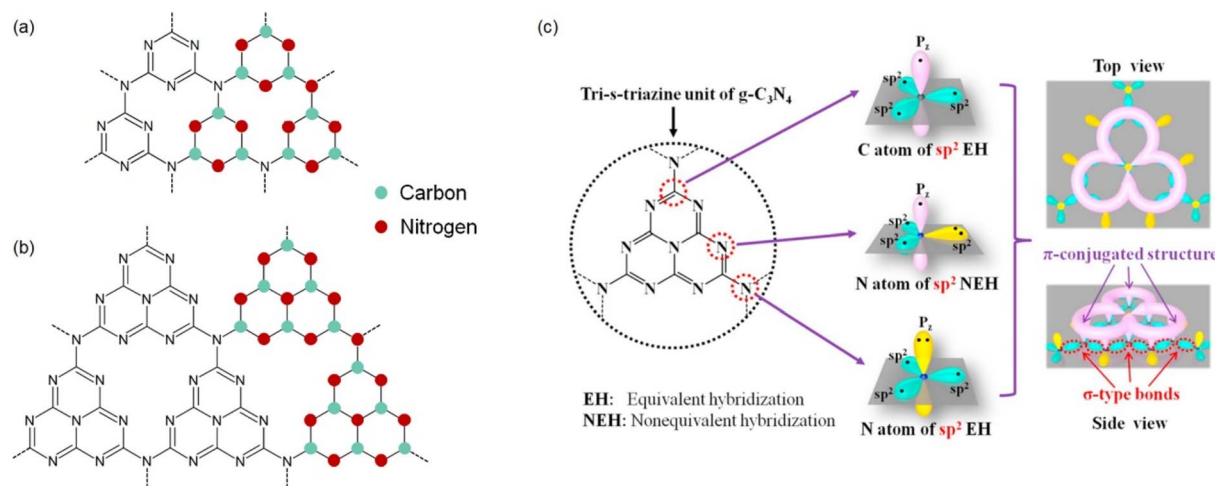 (a)
N N
N N N
N N
N N N
Carbon
Nitrogen
(b)
N N
N N N
N N N N
N N N N
N N N N N N
N N N N N N
(c)
Tri-s-triazine unit of g-C₃N₄
N
N N
N N N
N N N N
EH: Equivalent hybridization
NEH: Nonequivalent hybridization
Pz
sp²
sp²
sp²
C atom of sp² EH
Pz
sp²
sp²
sp²
N atom of sp² NEH
Pz
sp²
sp²
sp²
N atom of sp² EH
Top view
π-conjugated structure
σ-type bonds
Side view